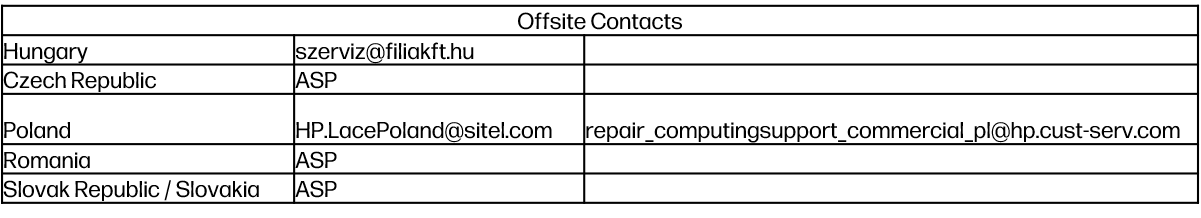 Offsite Contacts
Hungary szerviz@filiakft.hu
Czech Republic ASP
Poland HP.LacePoland@sitel.com repair_computingsupport_commercial_pl@hp.cust-serv.com
Romania ASP
Slovak Republic / Slovakia ASP